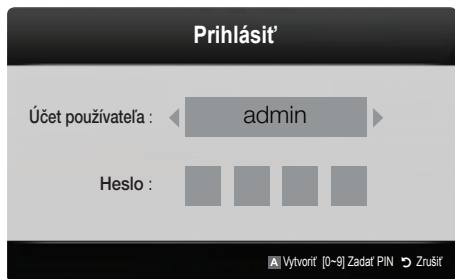 Prihlásiť
Účet používateľa : admin
Heslo :
A Vytvoriť [0~9] Zadať PIN Zrušiť